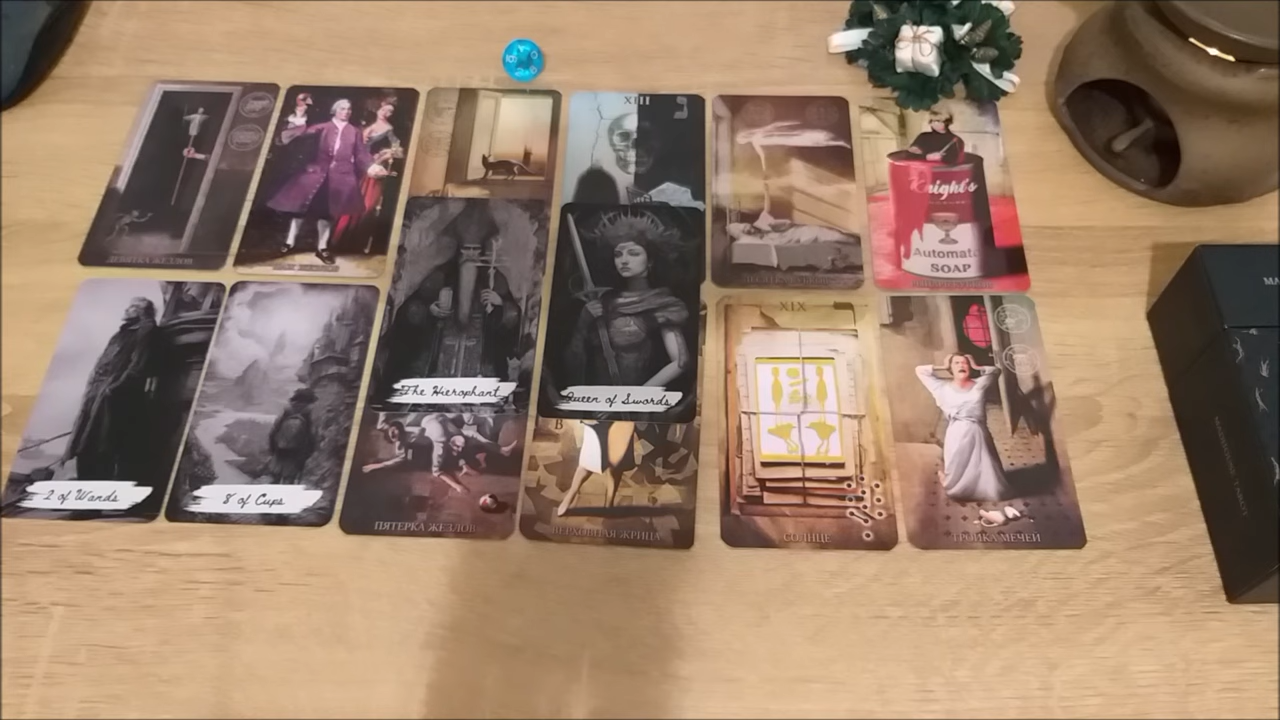 ДЕВЯТКА ЖЕЗЛОВ
XIII
Knight's
Automatic
SOAP
The Hierophant
Queen of Swords
XIX
2 of Wands
8 of Cups
В
ПЯТЕРКА ЖЕЗЛОВ
ВЕРХОВНАЯ ЖРИЦА
СОЛНЦЕ
ТРОЙКА МЕЧЕЙ